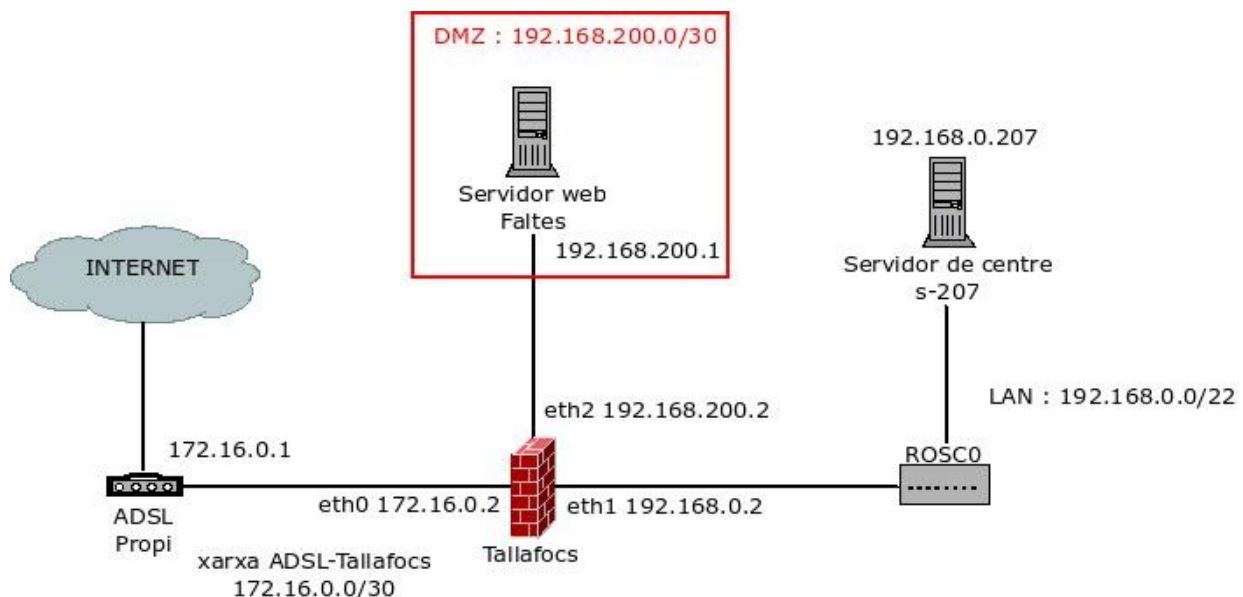 DMZ : 192.168.200.0/30
192.168.0.207
Servidor web
Faltes
192.168.200.1
Servidor de centre
s-207
INTERNET
LAN : 192.168.0.0/22
eth2 192.168.200.2
172.16.0.1
ROSC0
eth0 172.16.0.2
eth1 192.168.0.2
ADSL
Propi
Tallafocs
xarxa ADSL-Tallafocs
172.16.0.0/30